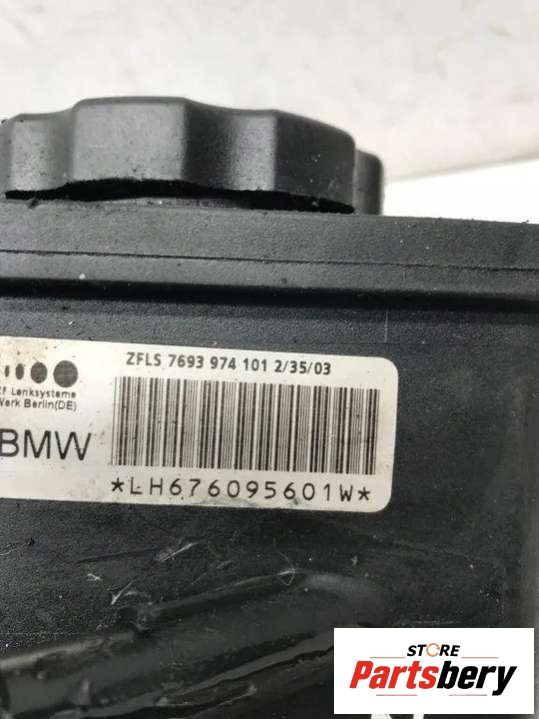 ZFLS 7693 974 101 2/35/03
Lenksysteme
Werk Berlin(DE)
BMW
*LH676095601W*
STORE
Partsbery